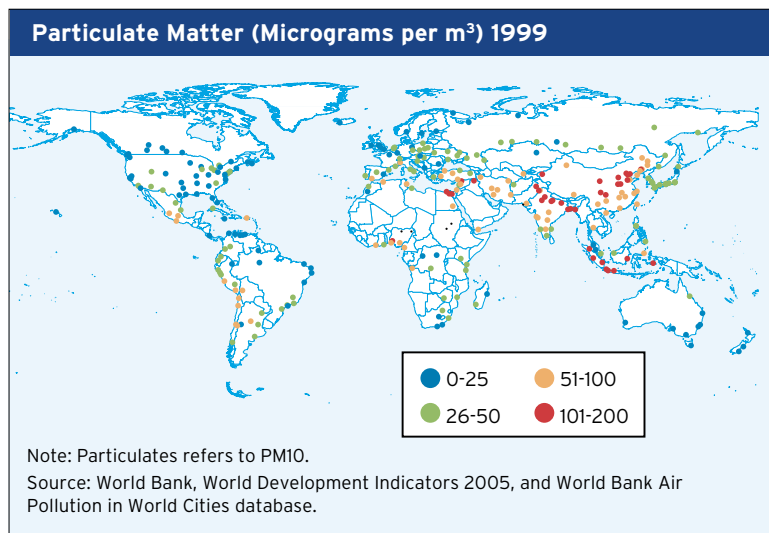 Particulate Matter (Micrograms per m³) 1999
0-25
51-100
26-50
101-200
Note: Particulates refers to PM10.
Source: World Bank, World Development Indicators 2005, and World Bank Air
Pollution in World Cities database.